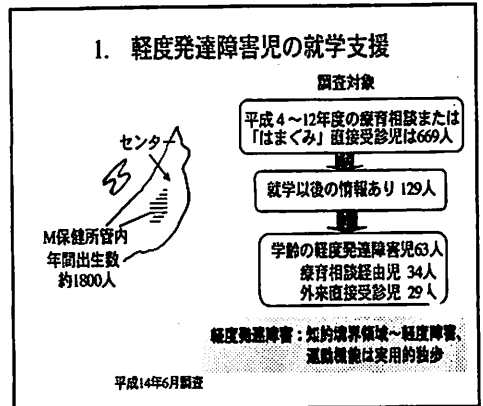 1. 軽度発達障害児の就学支援
調査対象
平成4～12年度の療育相談または
「はまぐみ」直接受診児は669人
就学以後の情報あり 129人
学齢の軽度発達障害児63人
療育相談経由児 34人
外来直接受診児 29人
センター
M保健所管内
年間出生数
約1800人
軽度発達障害：知的境界領域～軽度障害、
運動機能は実用的独歩
平成14年6月調査